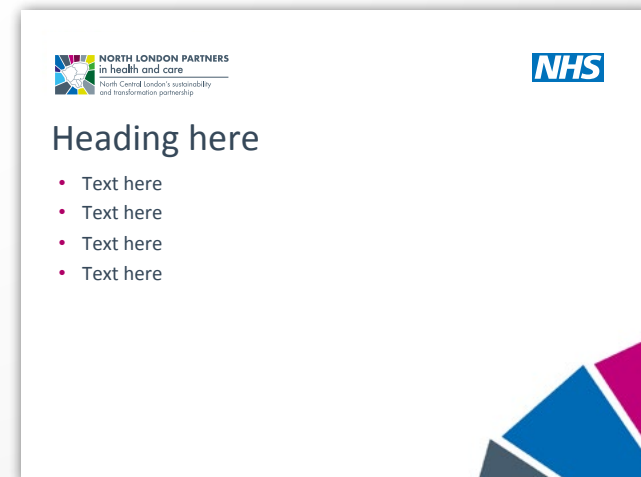 NORTH LONDON PARTNERS
in health and care
North Central London's sustainability
and transformation partnership
NHS
Heading here
• Text here
• Text here
• Text here
• Text here